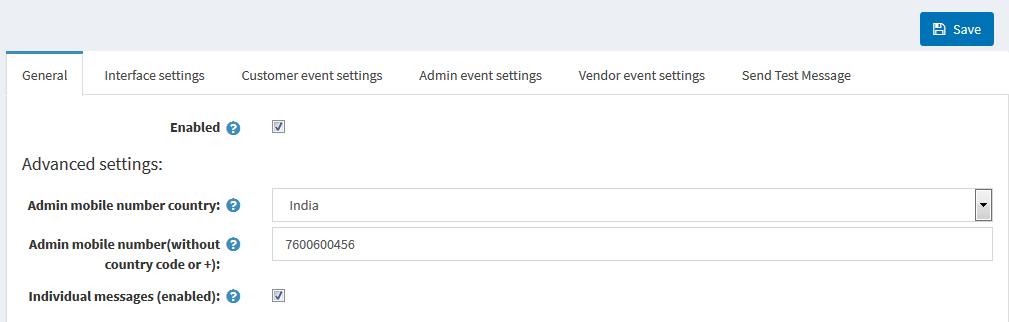 Save
General Interface settings Customer event settings Admin event settings Vendor event settings Send Test Message
Enabled ?
Advanced settings:
Admin mobile number country: ? India
Admin mobile number(without ? 7600600456
country code or +):
Individual messages (enabled): ?